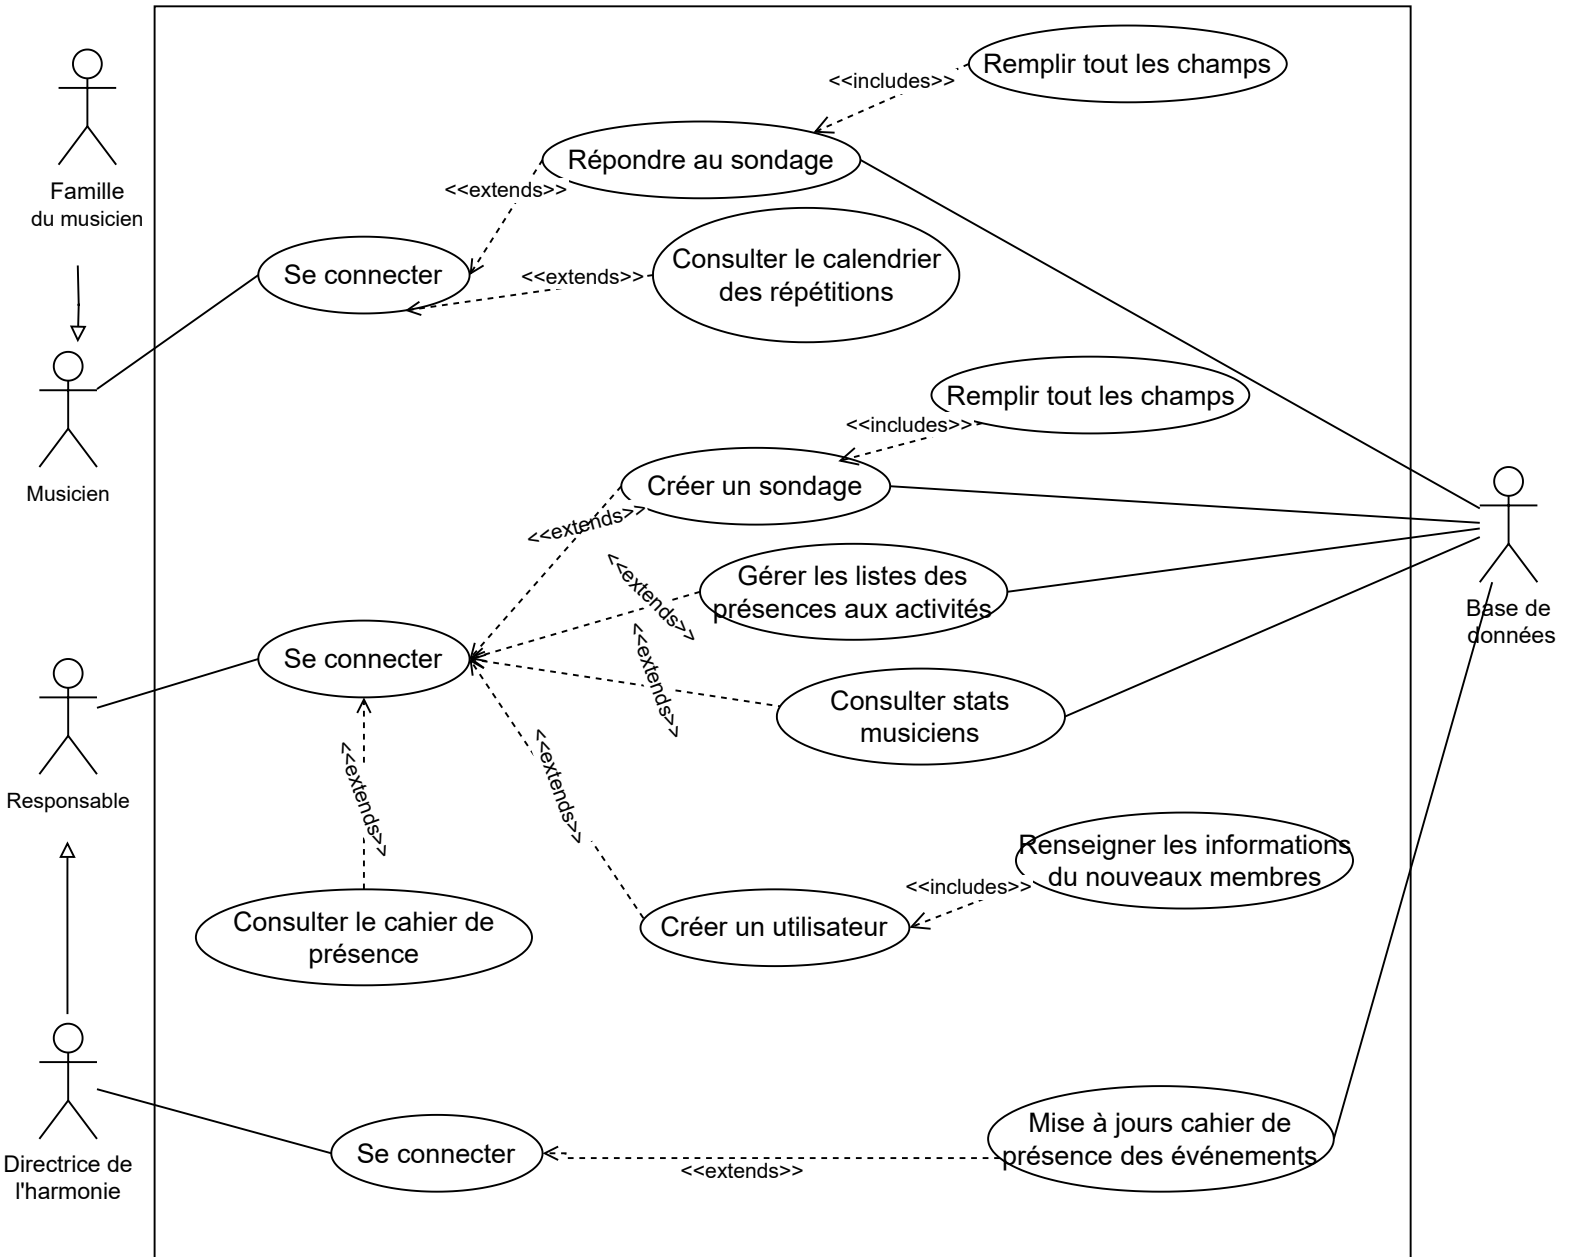 Remplir tout les champs
<<includes>>
Répondre au sondage
<<extends>>
Famille
du musicien
Consulter le calendrier
des répétitions
Se connecter
<<extends>>
Remplir tout les champs
<<includes>>
Musicien
Créer un sondage
<<extends>>
Gérer les listes des
présences aux activités
<<extends>>
Base de
données
Se connecter
<<extends>>
Consulter stats
musiciens
Responsable
<<extends>>
<<extends>>
Renseigner les informations
du nouveaux membres
<<includes>>
Consulter le cahier de
présence
Créer un utilisateur
Mise à jours cahier de
présence des événements
Se connecter
<<extends>>
Directrice de
l'harmonie